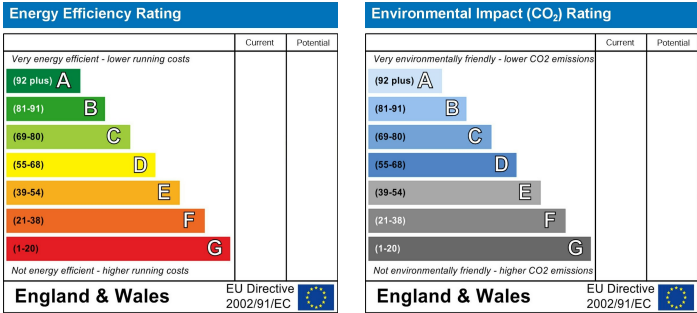 Energy Efficiency Rating
Current Potential
Very energy efficient - lower running costs
(92 plus) A
(81-91) B
(69-80) C
(55-68) D
(39-54) E
(21-38) F
(1-20) G
Not energy efficient - higher running costs
England & Wales
EU Directive
2002/91/EC
Environmental Impact (CO₂) Rating
Current Potential
Very environmentally friendly - lower CO2 emissions
(92 plus) A
(81-91) B
(69-80) C
(55-68) D
(39-54) E
(21-38) F
(1-20) G
Not environmentally friendly - higher CO2 emissions
England & Wales
EU Directive
2002/91/EC